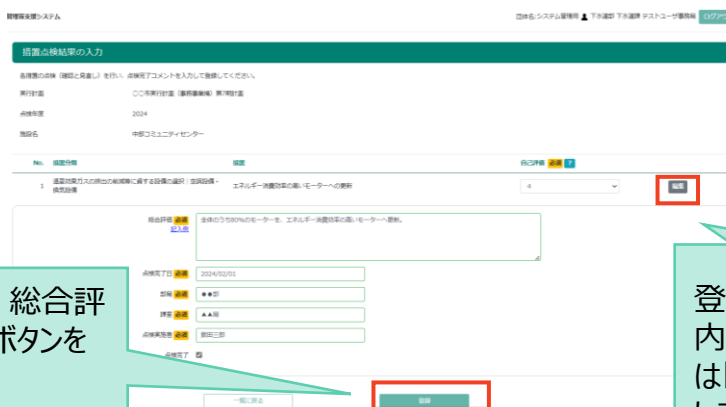 管理支援システム
団体名:システム管理局 下水道部 下水道課 テストユーザ事務局 ログアウ
措置点検結果の入力
各措置の点検（確認と見直し）を行い、点検完了コメントを入力して登録してください。
実行計画 〇〇市実行計画（事務事業編）第7期計画
点検年度 2024
施設名 中部コミュニティセンター
No. 措置分類 措置 自己評価 必須 ?
1 温室効果ガスの排出の削減等に資する設備の選択｜空調設備・換気設備 エネルギー消費効率の高いモーターへの更新 4 編集
総合評価 必須 全体のうち80%のモーターを、エネルギー消費効率の高いモーターへ更新。
記入例
点検完了日 必須 2024/02/01
部局 必須 ●●部
課室 必須 ▲▲局
点検実施者 必須 飯田三郎
点検完了
一覧に戻る 登録
総合評
ボタンを
登
内
は